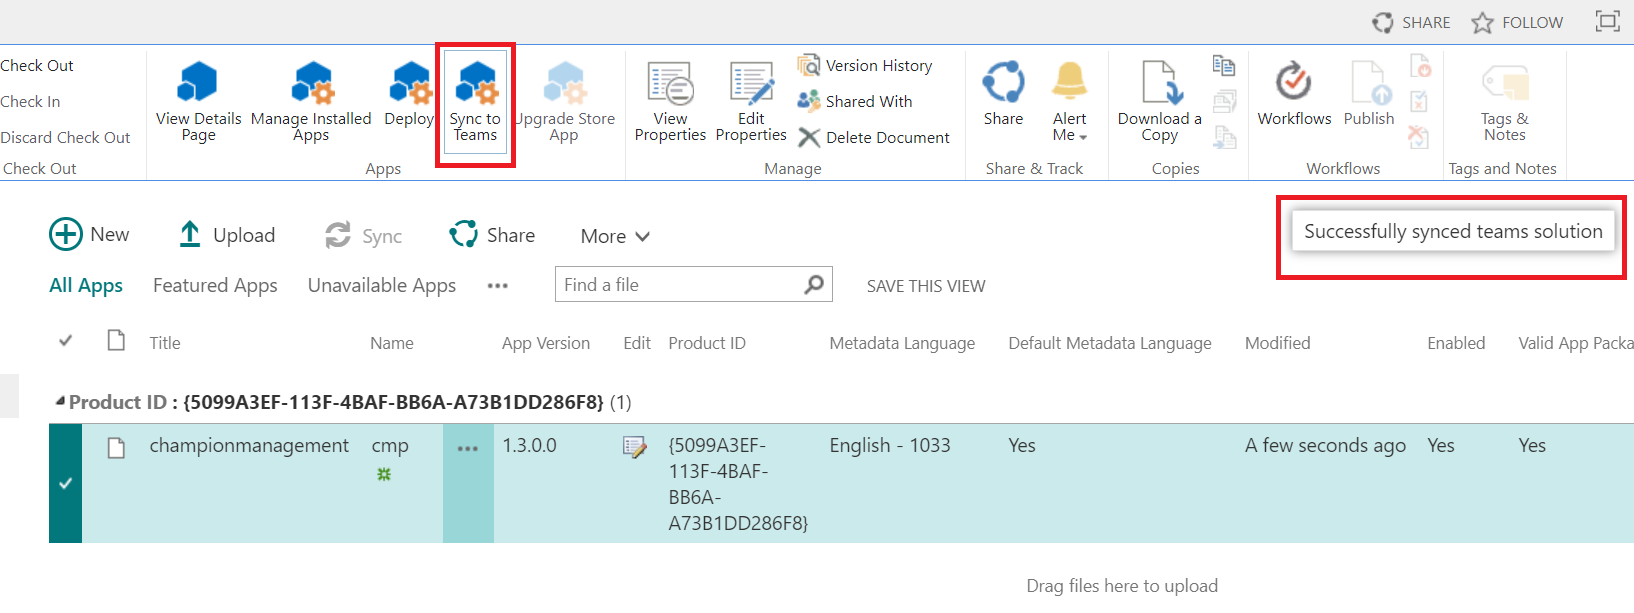 SHARE FOLLOW
Check Out
Check In
Discard Check Out
Check Out
View Details
Page
Manage Installed
Apps
Deploy
Sync to
Teams
Upgrade Store
App
Apps
View
Properties
Edit
Properties
Version History
Shared With
Delete Document
Manage
Share
Alert
Me
Share & Track
Download a
Copy
Copies
Workflows
Publish
Workflows
Tags &
Notes
Tags and Notes
New Upload Sync Share More
Successfully synced teams solution
All Apps Featured Apps Unavailable Apps ••• Find a file SAVE THIS VIEW
Title Name App Version Edit Product ID Metadata Language Default Metadata Language Modified Enabled Valid App Packa
Product ID : {5099A3EF-113F-4BAF-BB6A-A73B1DD286F8} (1)
championmanagement cmp ••• 1.3.0.0 {5099A3EF- English - 1033 Yes A few seconds ago Yes Yes
113F-4BAF-
BB6A-
A73B1DD286F8}
Drag files here to upload